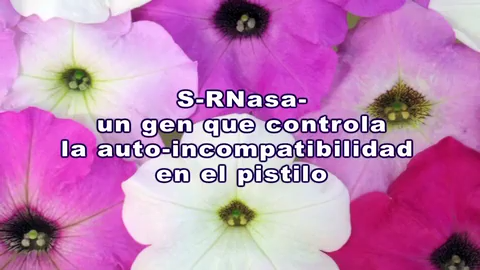 S-RNasa-
un gen que controla
la auto-incompatibilidad
en el pistilo